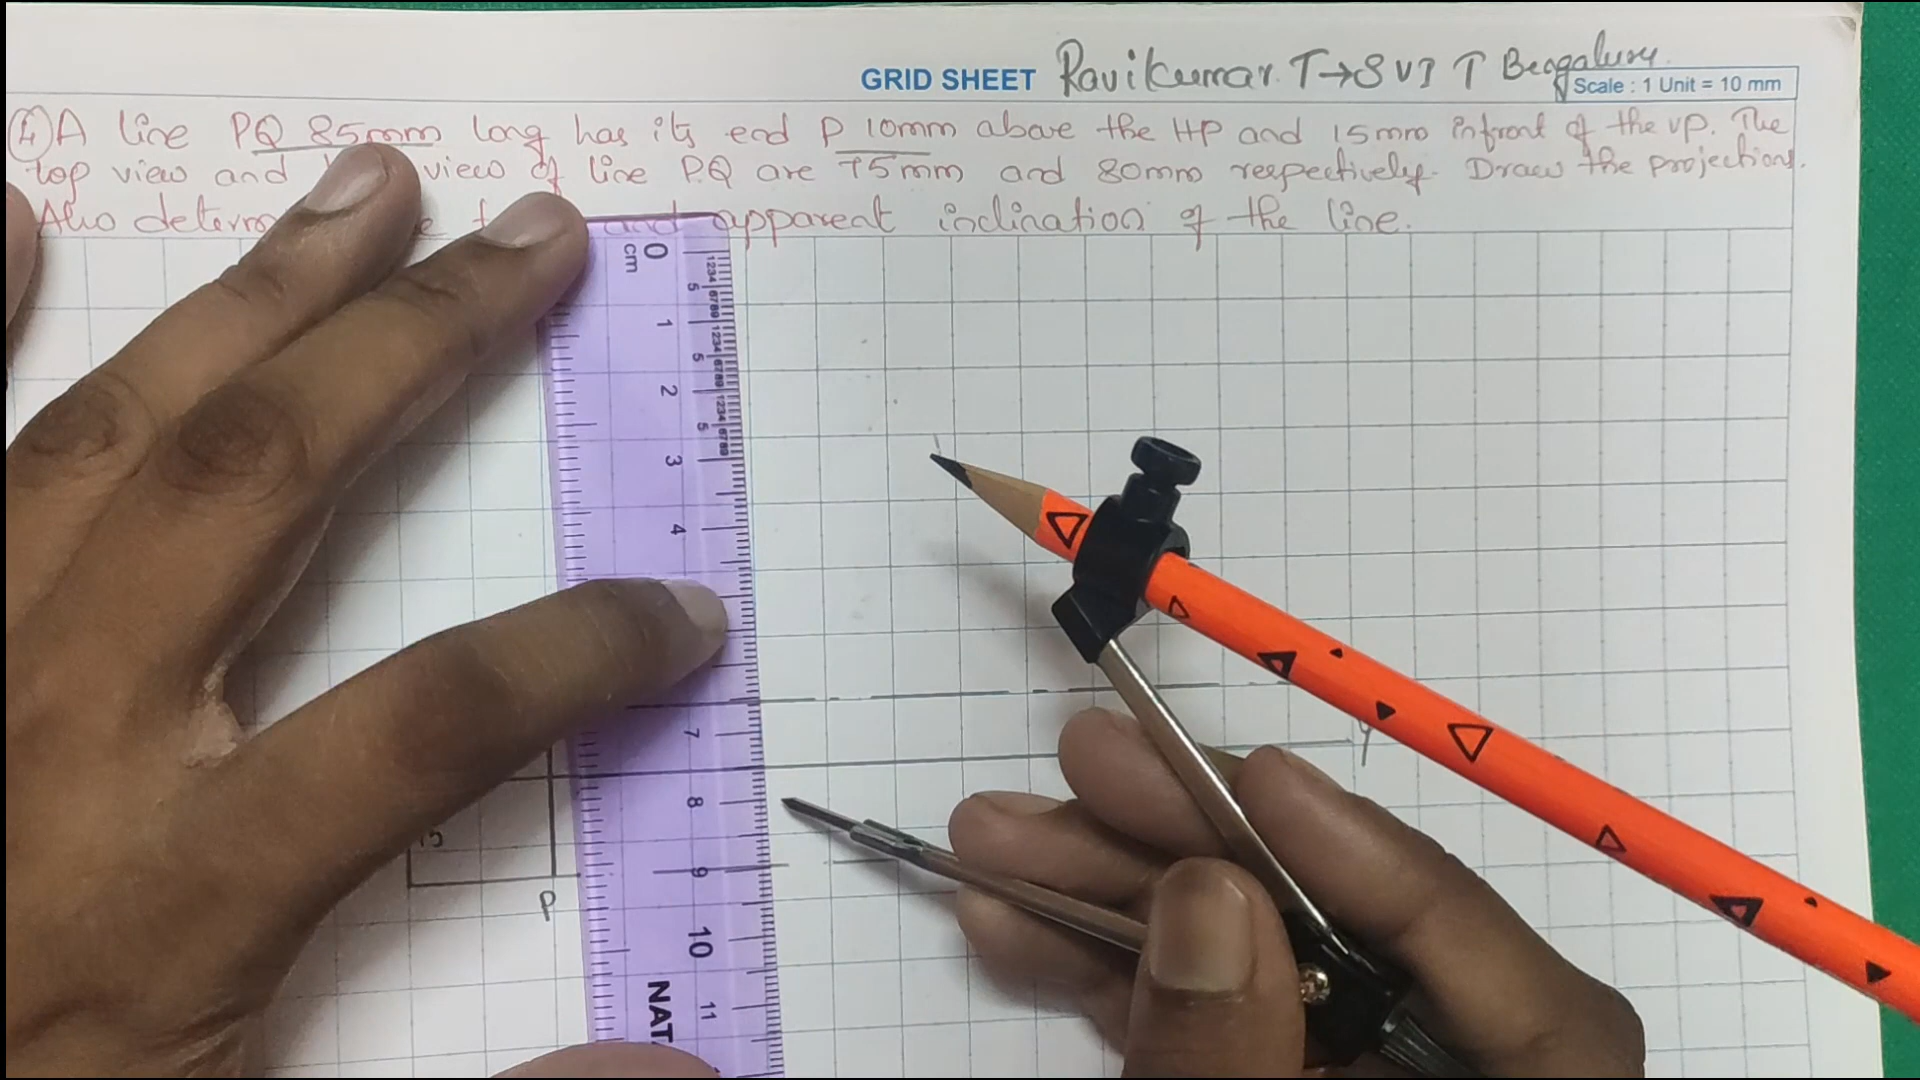 GRID SHEET Ravikumar. T→SVIT Bengaluru.
Scale : 1 Unit = 10 mm
④ A line PQ 85mm long has its end P 10mm above the HP and 15mm infront of the VP. The
top view and view of line PQ are 75mm and 80mm respectively. Draw the projections.
Also and apparent inclination of the line.
0
cm
1
2
3
4
7
Y
8
9
P
10
11